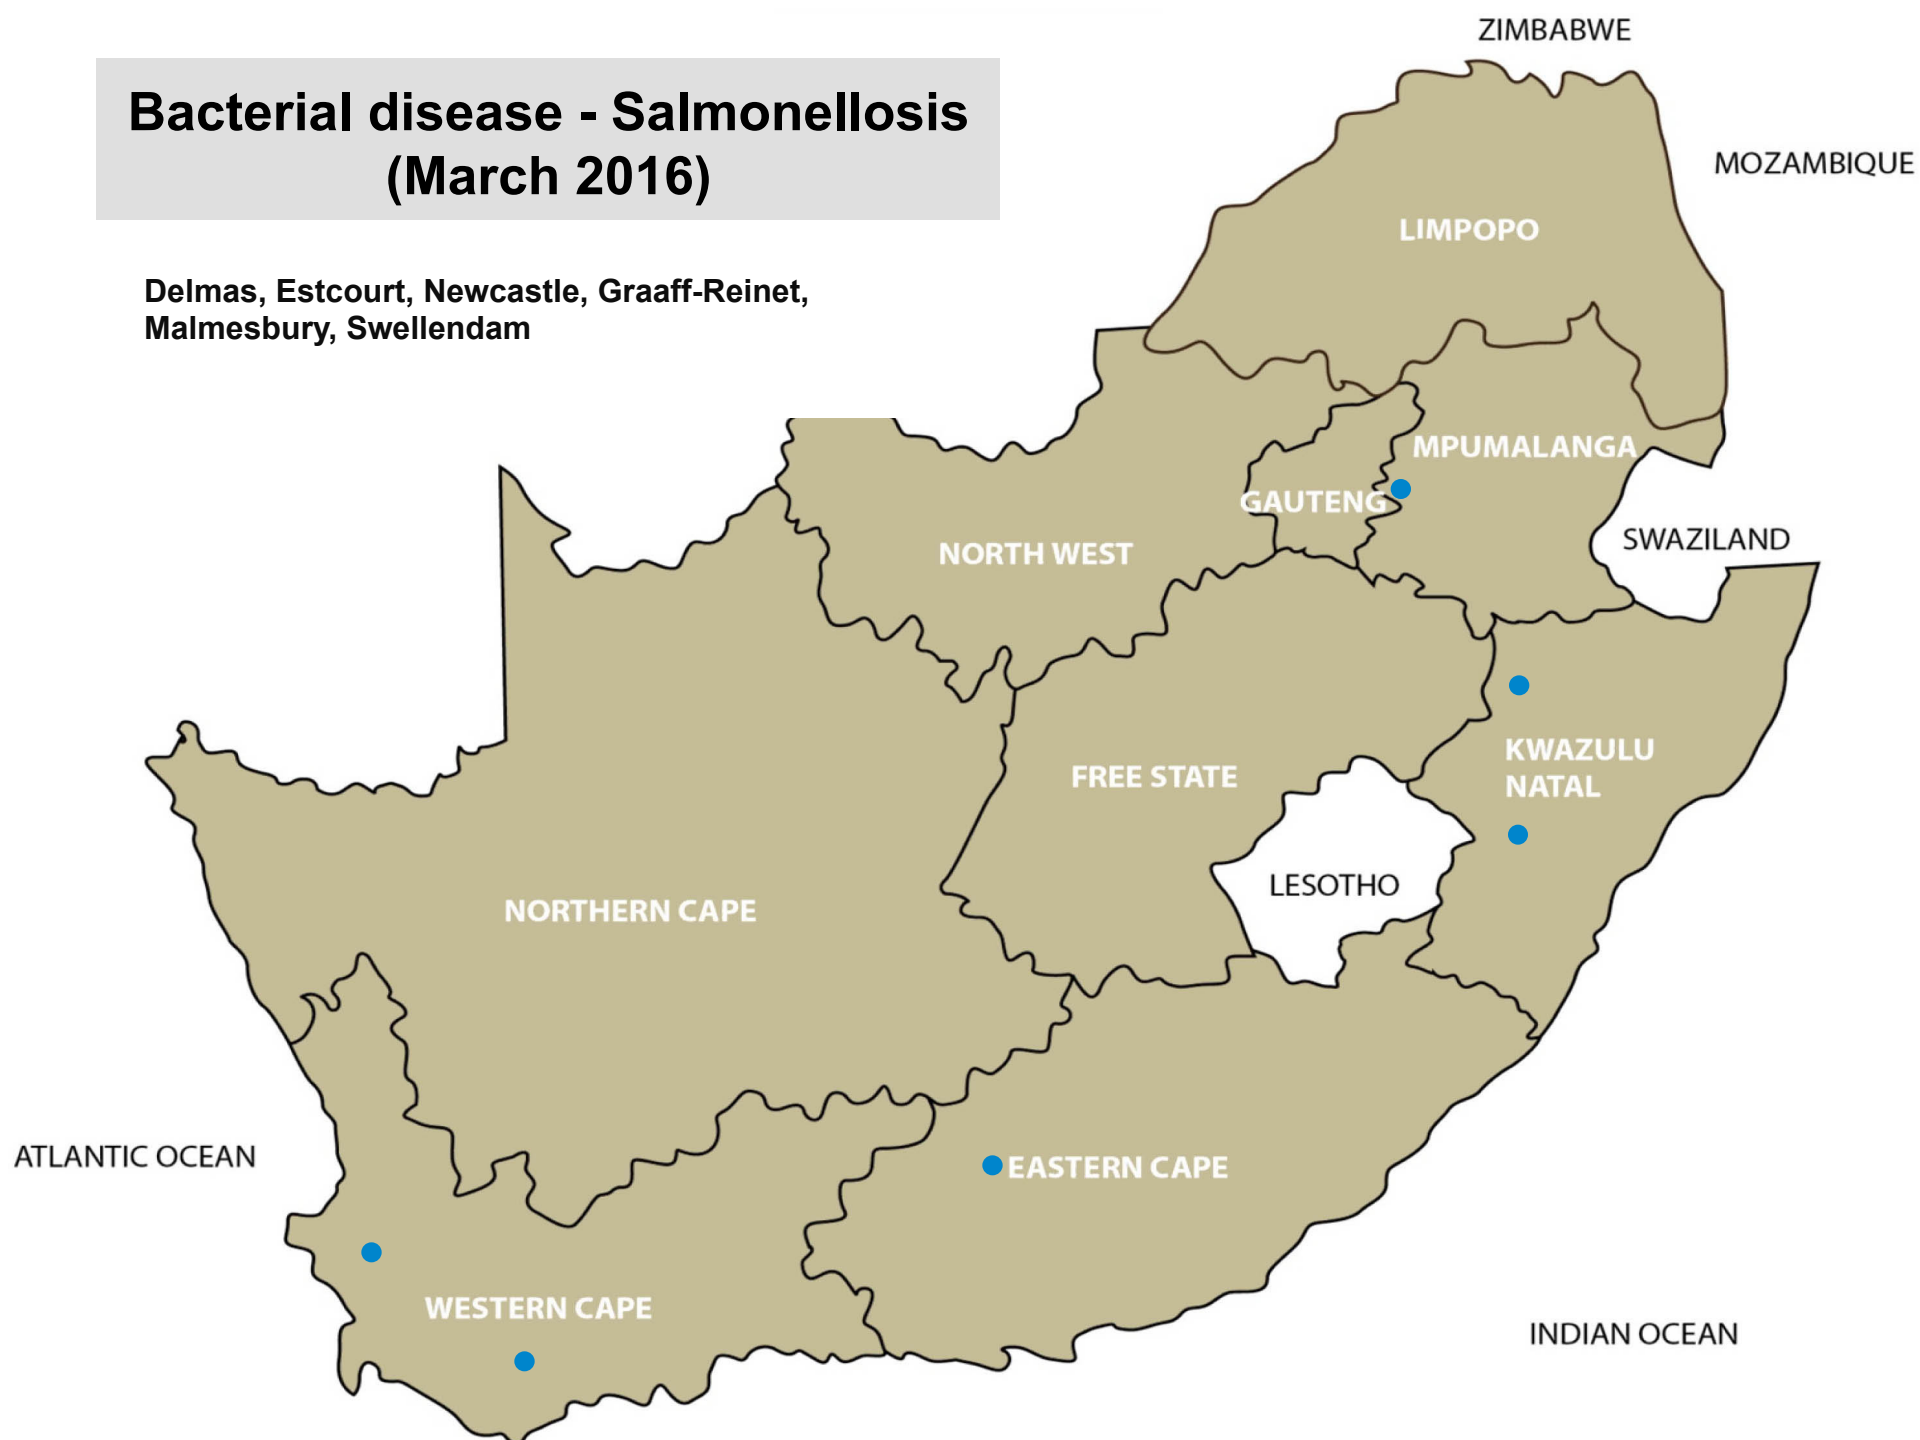 ZIMBABWE
Bacterial disease - Salmonellosis
(March 2016)
MOZAMBIQUE
LIMPOPO
Delmas, Estcourt, Newcastle, Graaff-Reinet,
Malmesbury, Swellendam
MPUMALANGA
GAUTENG
SWAZILAND
NORTH WEST
KWAZULU
NATAL
FREE STATE
LESOTHO
NORTHERN CAPE
ATLANTIC OCEAN
EASTERN CAPE
WESTERN CAPE
INDIAN OCEAN